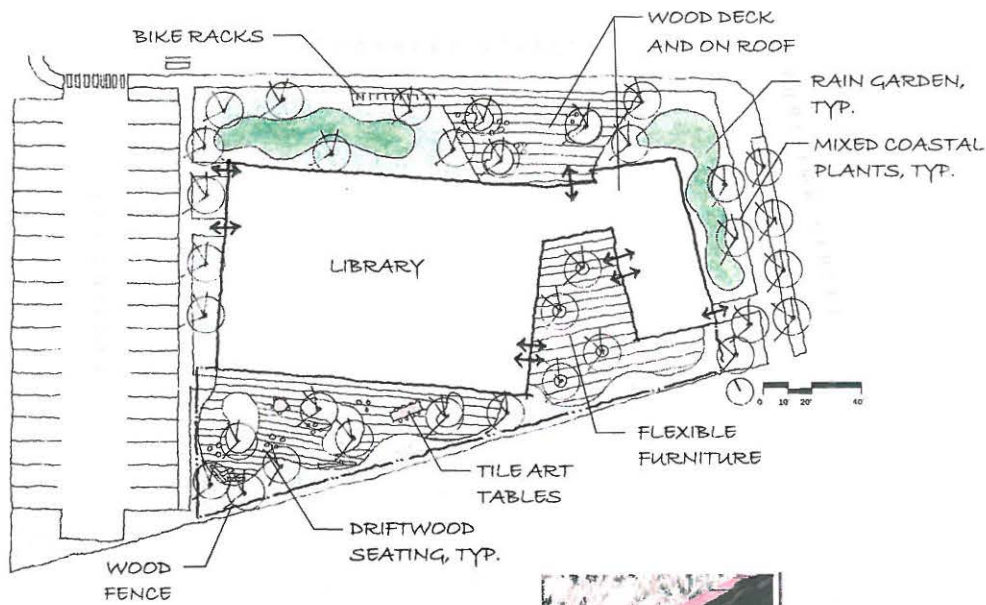 BIKE RACKS
WOOD DECK
AND ON ROOF
RAIN GARDEN,
TYP.
MIXED COASTAL
PLANTS, TYP.
LIBRARY
0 10' 20' 40'
FLEXIBLE
FURNITURE
TILE ART
TABLES
DRIFTWOOD
SEATING, TYP.
WOOD
FENCE